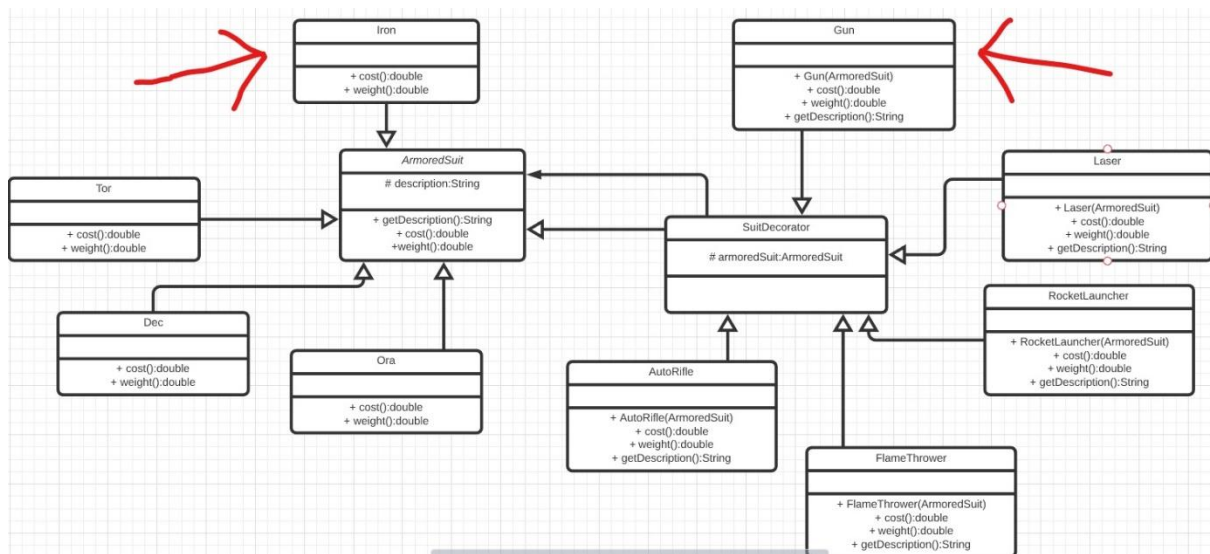 Iron
+ cost():double
+ weight():double
Gun
+ Gun(ArmoredSuit)
+ cost():double
+ weight():double
+ getDescription():String
ArmoredSuit
# description:String
+ getDescription():String
+ cost():double
+weight():double
Tor
+ cost():double
+ weight():double
Laser
+ Laser(ArmoredSuit)
+ cost():double
+ weight():double
+ getDescription():String
SuitDecorator
# armoredSuit:ArmoredSuit
Dec
+ cost():double
+ weight():double
Ora
+ cost():double
+ weight():double
RocketLauncher
+ RocketLauncher(ArmoredSuit)
+ cost():double
+ weight():double
+ getDescription():String
AutoRifle
+ AutoRifle(ArmoredSuit)
+ cost():double
+ weight():double
+ getDescription():String
FlameThrower
+ FlameThrower(ArmoredSuit)
+ cost():double
+ weight():double
+ getDescription():String